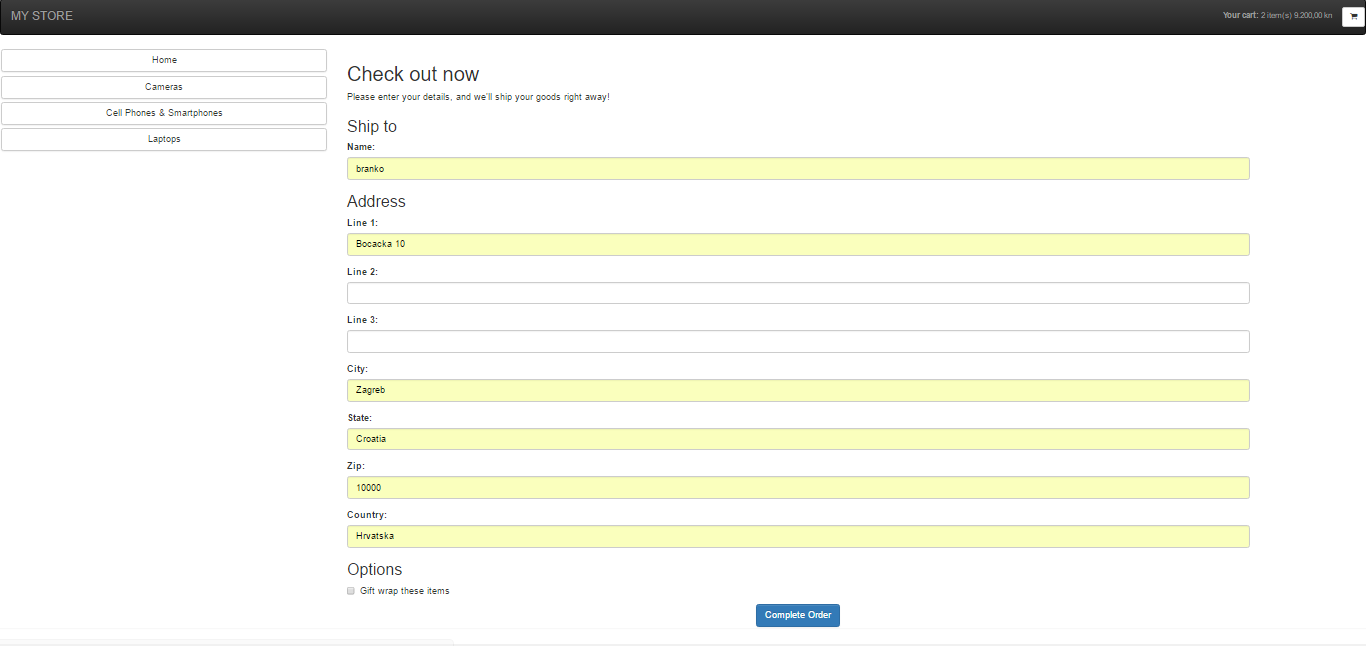 MY STORE
Your cart: 2 item(s) 9.200,00 kn
Home
Cameras
Cell Phones & Smartphones
Laptops
Check out now
Please enter your details, and we'll ship your goods right away!
Ship to
Name:
branko
Address
Line 1:
Bocacka 10
Line 2:
Line 3:
City:
Zagreb
State:
Croatia
Zip:
10000
Country:
Hrvatska
Options
Gift wrap these items
Complete Order